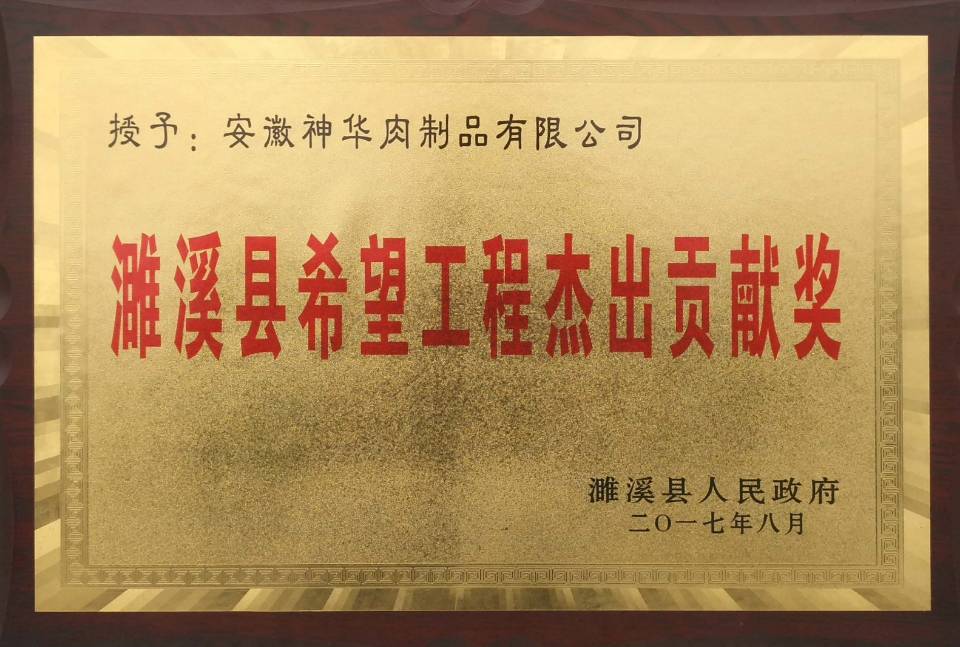 授予：安徽神华肉制品有限公司
濉溪县希望工程杰出贡献奖
濉溪县人民政府
二〇一七年八月